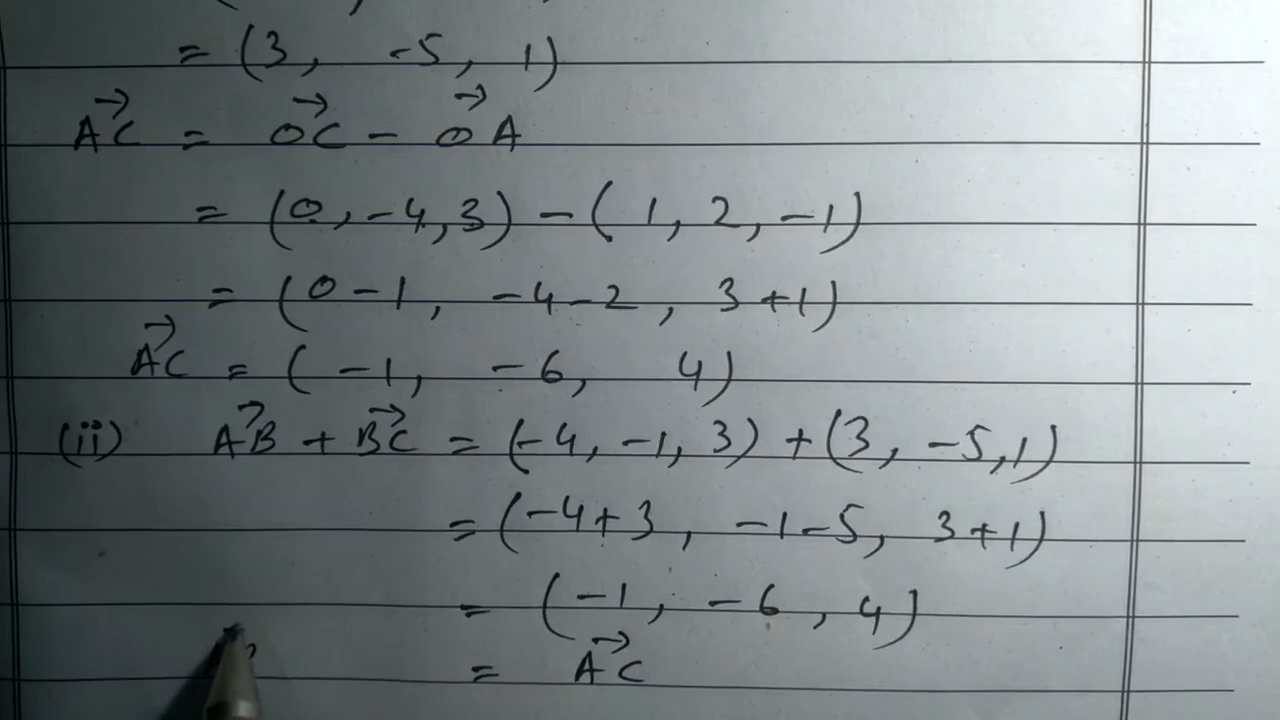 = (3, -5, 1)
→AC = →OC - →OA
= (0, -4, 3) - (1, 2, -1)
= (0-1, -4-2, 3+1)
→AC = (-1, -6, 4)
(ii) →AB + →BC = (-4, -1, 3) + (3, -5, 1)
= (-4+3, -1-5, 3+1)
= (-1, -6, 4)
= →AC